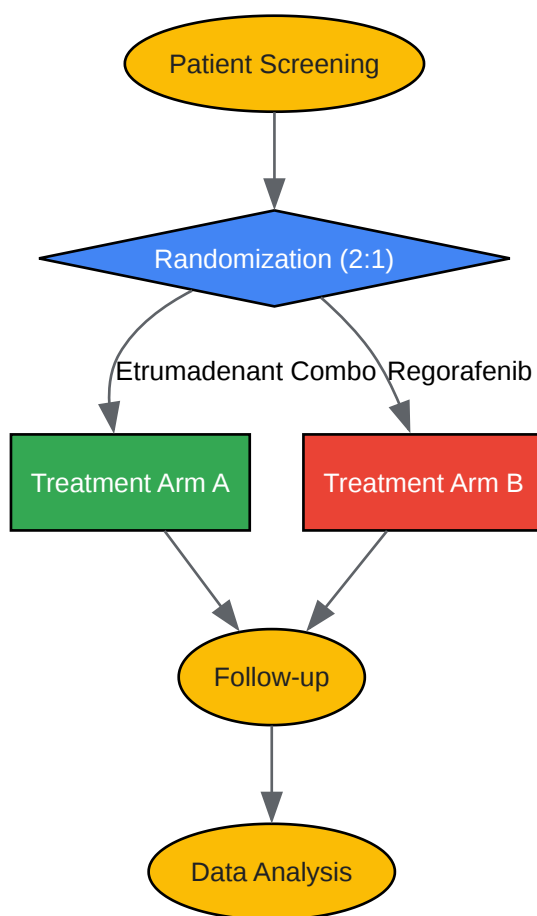 Patient Screening
Randomization (2:1)
Etrumadenant Combo
Regorafenib
Treatment Arm A
Treatment Arm B
Follow-up
Data Analysis